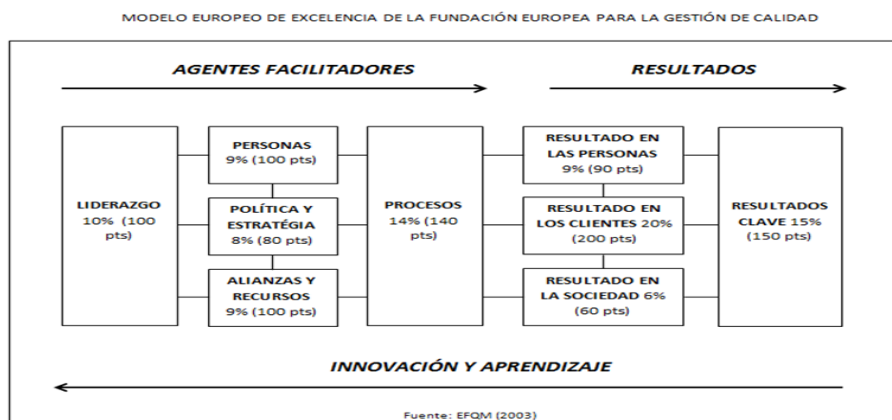 MODELO EUROPEO DE EXCELENCIA DE LA FUNDACIÓN EUROPEA PARA LA GESTIÓN DE CALIDAD
AGENTES FACILITADORES
RESULTADOS
LIDERAZGO
10% (100
pts)
PERSONAS
9% (100 pts)
POLÍTICA Y
ESTRATÉGIA
8% (80 pts)
ALIANZAS Y
RECURSOS
9% (100 pts)
PROCESOS
14% (140
pts)
RESULTADO EN
LAS PERSONAS
9% (90 pts)
RESULTADO EN
LOS CLIENTES 20%
(200 pts)
RESULTADO EN
LA SOCIEDAD 6%
(60 pts)
RESULTADOS
CLAVE 15%
(150 pts)
INNOVACIÓN Y APRENDIZAJE
Fuente: EFQM (2003)